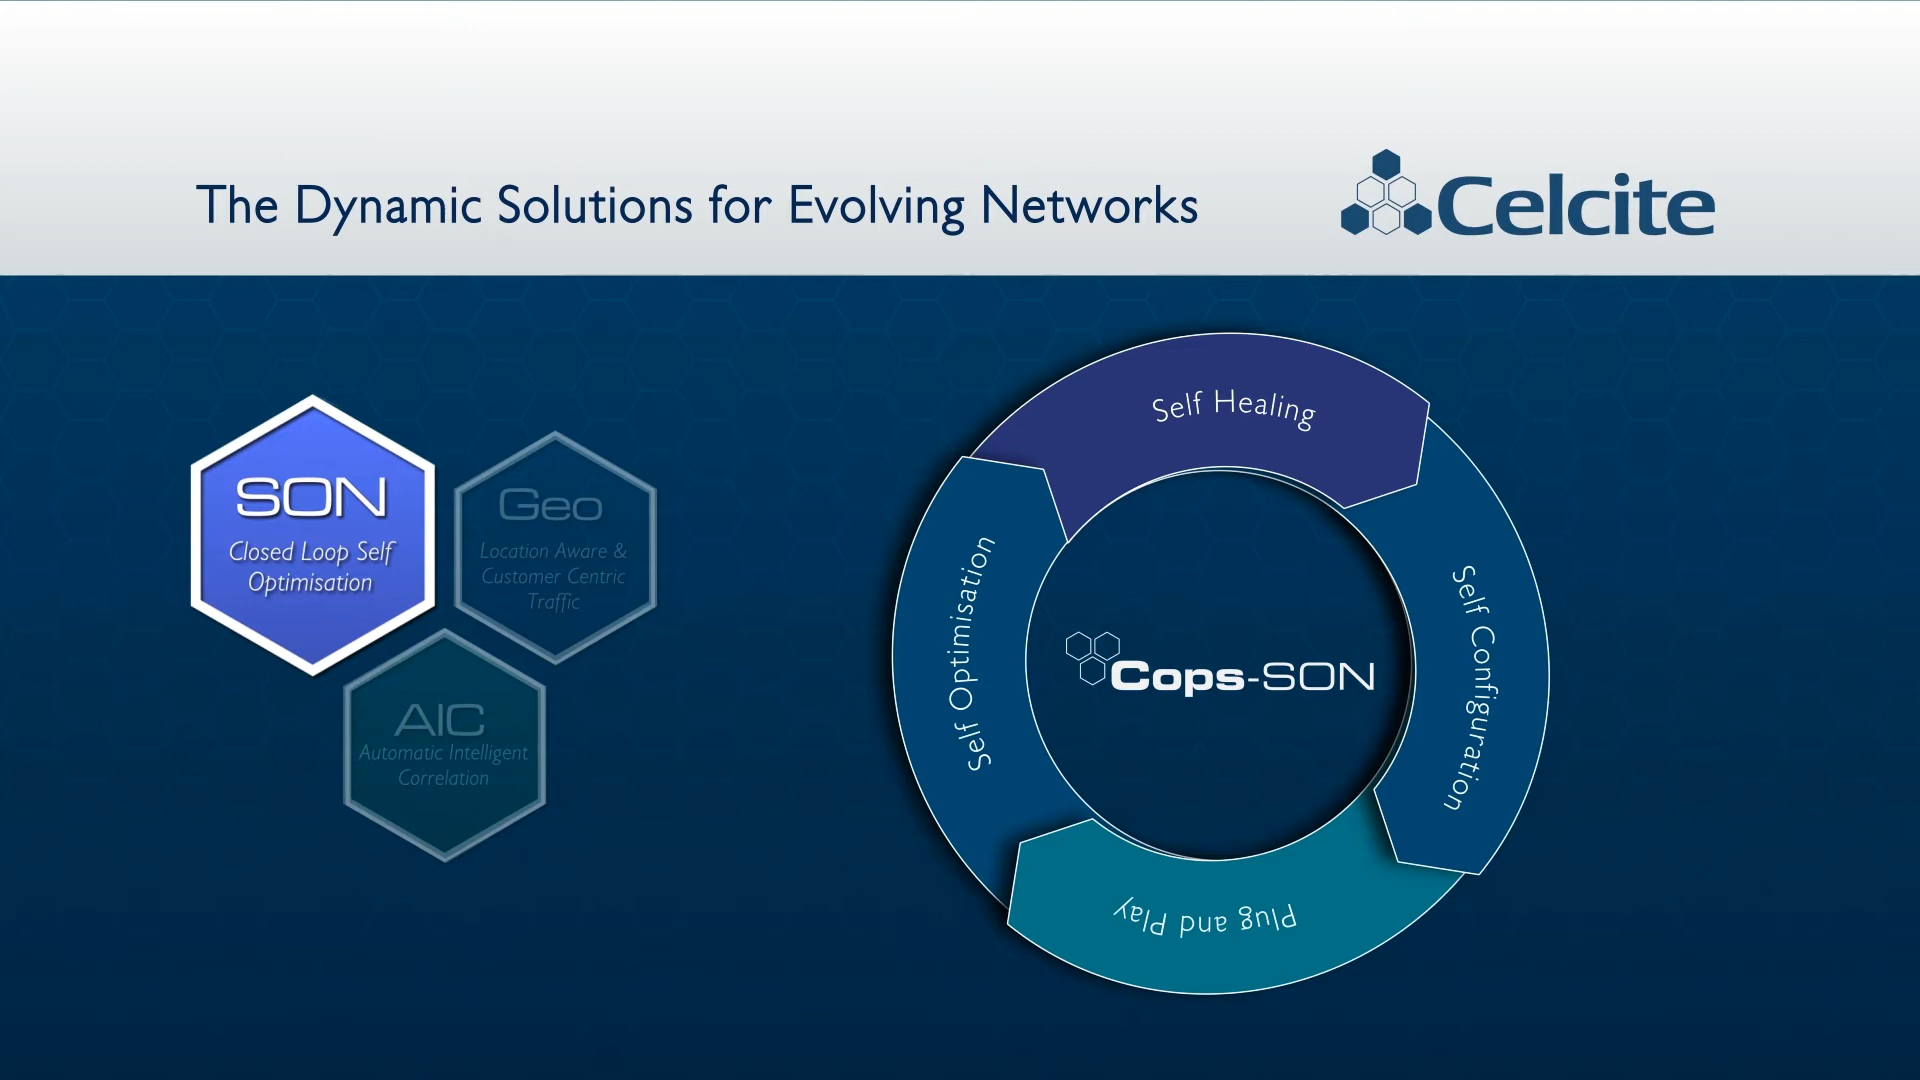 The Dynamic Solutions for Evolving Networks
Celcite
SON
Closed Loop Self
Optimisation
Geo
Location Aware &
Customer Centric
Traffic
AIC
Automatic Intelligent
Correlation
Self Healing
Self Configuration
Plug and Play
Self Optimisation
Cops-SON